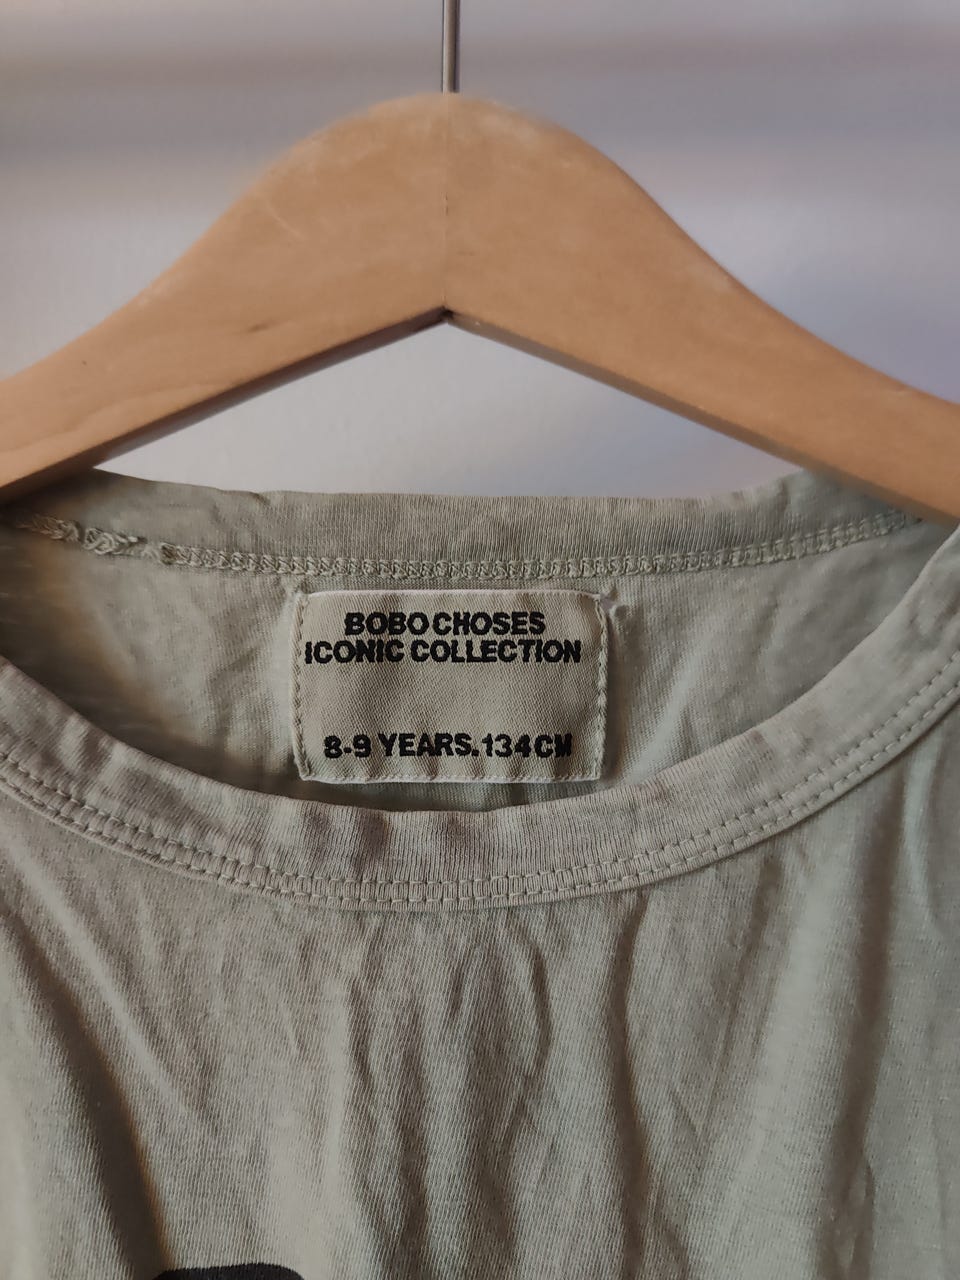 BOBO CHOSES
ICONIC COLLECTION
8-9 YEARS.134CM